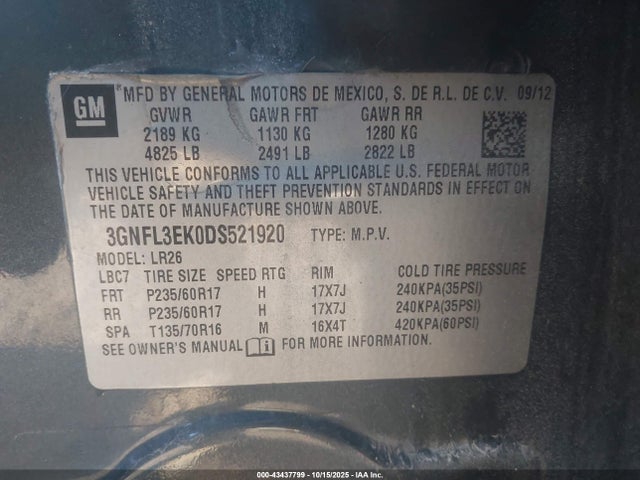 GM
MFD BY GENERAL MOTORS DE MEXICO, S. DE R.L. DE C.V. 09/12
GVWR GAWR FRT GAWR RR
2189 KG 1130 KG 1280 KG
4825 LB 2491 LB 2822 LB
THIS VEHICLE CONFORMS TO ALL APPLICABLE U.S. FEDERAL MOTOR
VEHICLE SAFETY AND THEFT PREVENTION STANDARDS IN EFFECT ON
THE DATE OF MANUFACTURE SHOWN ABOVE.
3GNFL3EK0DS521920 TYPE: M.P.V.
MODEL: LR26
LBC7 TIRE SIZE SPEED RTG RIM COLD TIRE PRESSURE
FRT P235/60R17 H 17X7J 240KPA(35PSI)
RR P235/60R17 H 17X7J 240KPA(35PSI)
SPA T135/70R16 M 16X4T 420KPA(60PSI)
SEE OWNER'S MANUAL FOR MORE INFORMATION.
000-43437799 - 10/15/2025 - IAA Inc.